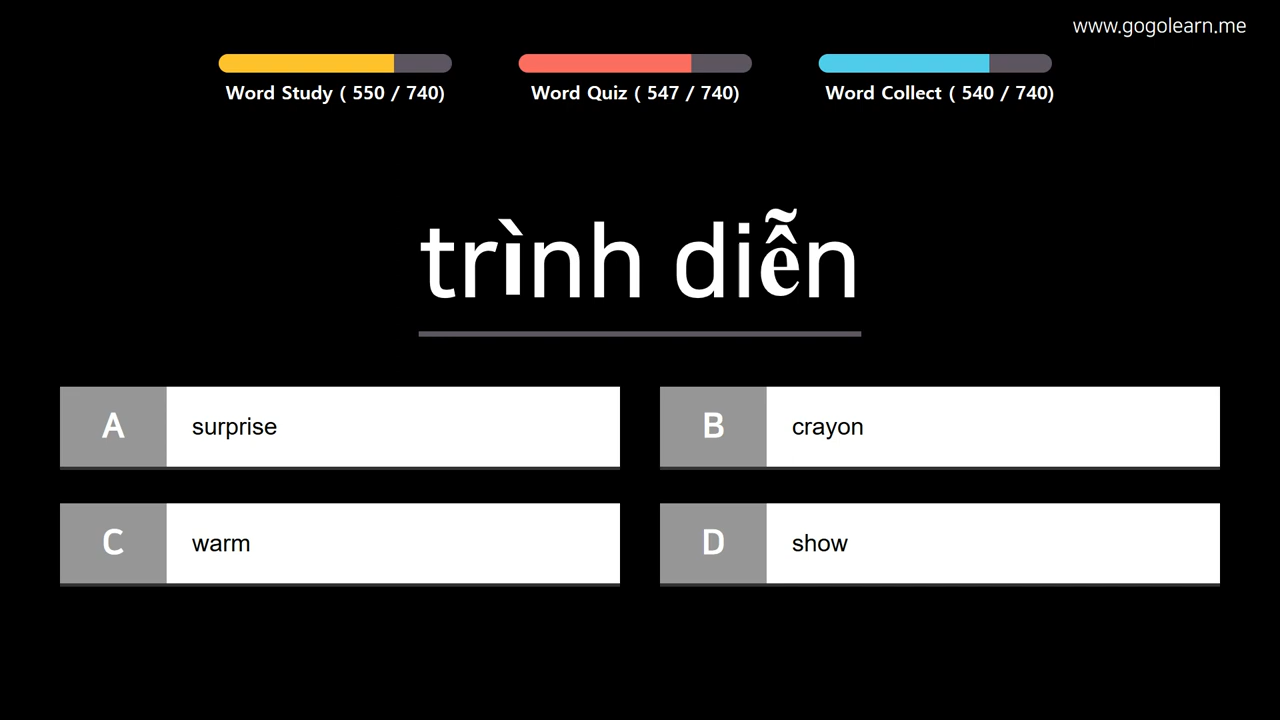 www.gogolearn.me
Word Study ( 550 / 740)
Word Quiz ( 547 / 740)
Word Collect ( 540 / 740)
trình diễn
A surprise
B crayon
C warm
D show